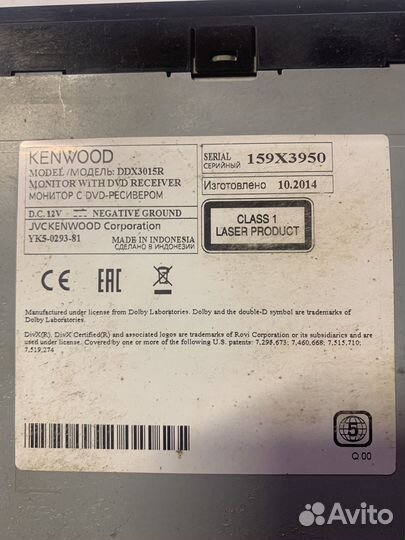 KENWOOD
MODEL /МОДЕЛЬ: DDX3015R
MONITOR WITH DVD RECEIVER
МОНИТОР С DVD-РЕСИВЕРОМ
D.C. 12V NEGATIVE GROUND
JVCKENWOOD Corporation
YK5-0293-81
MADE IN INDONESIA
СДЕЛАНО В ИНДОНЕЗИИ
SERIAL
СЕРИЙНЫЙ
159X3950
Изготовлено 10.2014
CLASS 1
LASER PRODUCT
CE EAC
Manufactured under license from Dolby Laboratories. Dolby and the double-D symbol are trademarks of
Dolby Laboratories.
DivX(R), DivX Certified(R) and associated logos are trademarks of Rovi Corporation or its subsidiaries and are
used under license. Covered by one or more of the following U.S. patents: 7,298,673; 7,460,668; 7,515,710;
7,519,274
5
Q 00
Avito